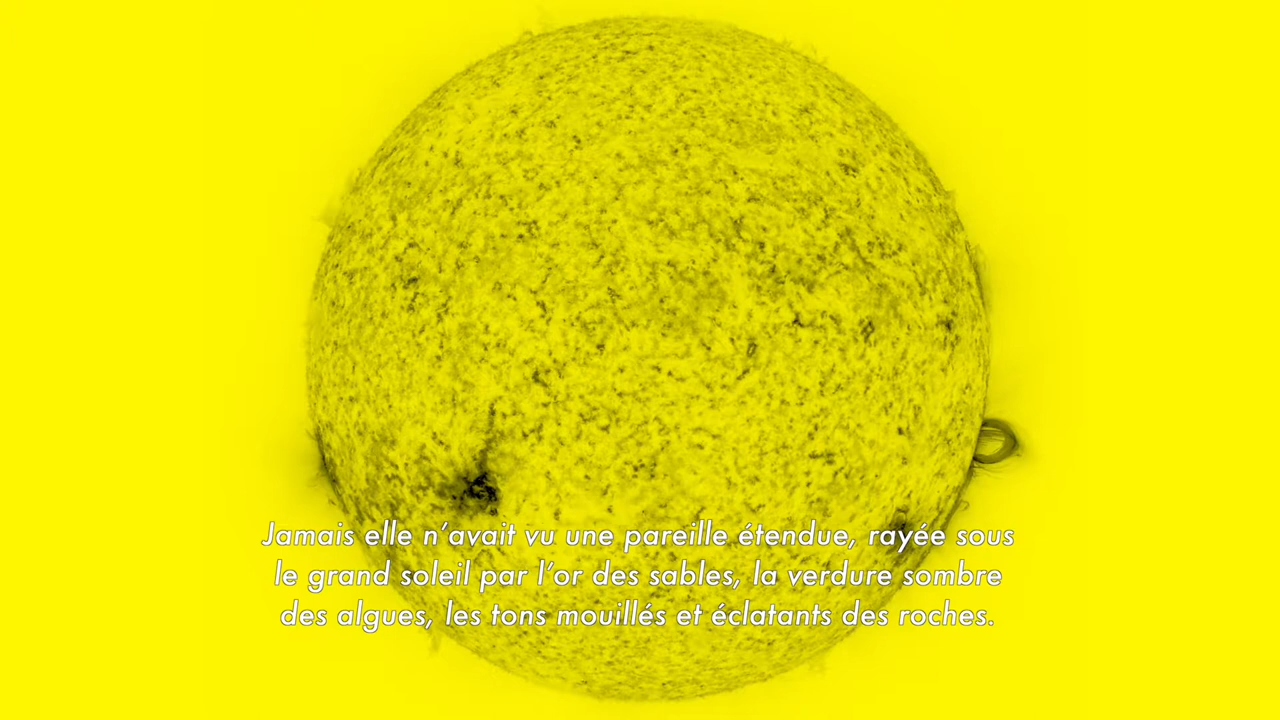 Jamais elle n'avait vu une pareille étendue, rayée sous
le grand soleil par l'or des sables, la verdure sombre
des algues, les tons mouillés et éclatants des roches.